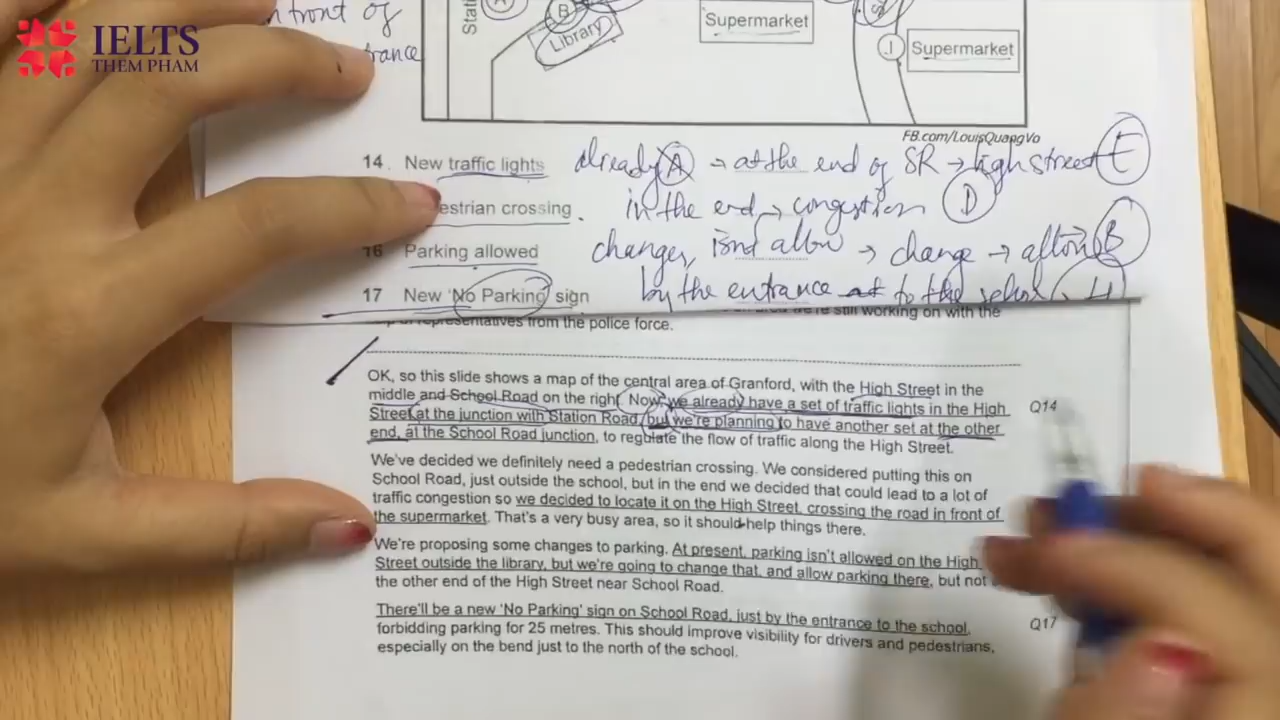 IELTS
THEM PHAM
front of
rance
Stati
B
Library
Supermarket
J
Supermarket
FB.com/LouisQuangVo
14. New traffic lights already A → at the end of SR → high street E
estrian crossing. in the end → congestion D
16 Parking allowed changes, isnd allow → change → allow B
17 New 'No Parking' sign by the entrance at to the school H
representatives from the police force.
still working on with the
OK, so this slide shows a map of the central area of Granford, with the High Street in the
middle and School Road on the right. Now, we already have a set of traffic lights in the High
Street at the junction with Station Road, but we're planning to have another set at the other
end, at the School Road junction, to regulate the flow of traffic along the High Street.
Q14
We've decided we definitely need a pedestrian crossing. We considered putting this on
School Road, just outside the school, but in the end we decided that could lead to a lot of
traffic congestion so we decided to locate it on the High Street, crossing the road in front of
the supermarket. That's a very busy area, so it should help things there.
We're proposing some changes to parking. At present, parking isn't allowed on the High
Street outside the library, but we're going to change that, and allow parking there, but not
the other end of the High Street near School Road.
There'll be a new 'No Parking' sign on School Road, just by the entrance to the school,
forbidding parking for 25 metres. This should improve visibility for drivers and pedestrians,
especially on the bend just to the north of the school.
Q17